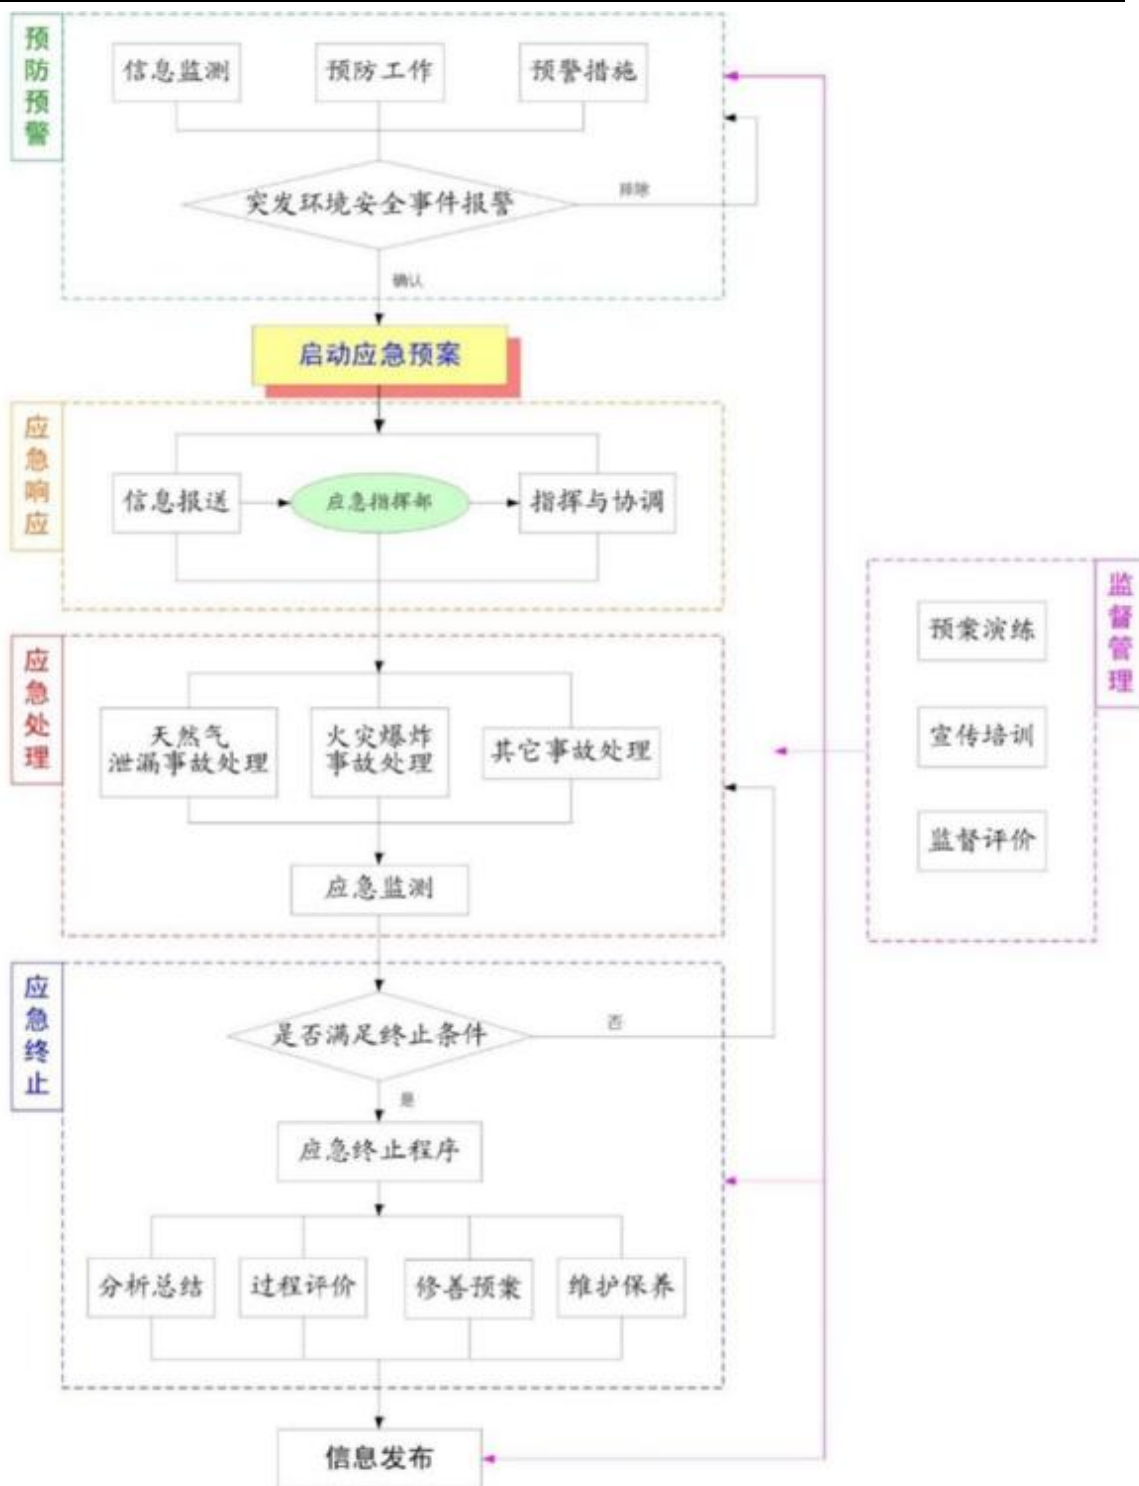 预防预警
信息监测
预防工作
预警措施
突发环境安全事件报警
排除
确认
启动应急预案
应急响应
信息报送
应急指挥部
指挥与协调
应急处理
天然气
泄漏事故处理
火灾爆炸
事故处理
其它事故处理
应急监测
应急终止
是否满足终止条件
否
是
应急终止程序
分析总结
过程评价
修善预案
维护保养
信息发布
监督管理
预案演练
宣传培训
监督评价